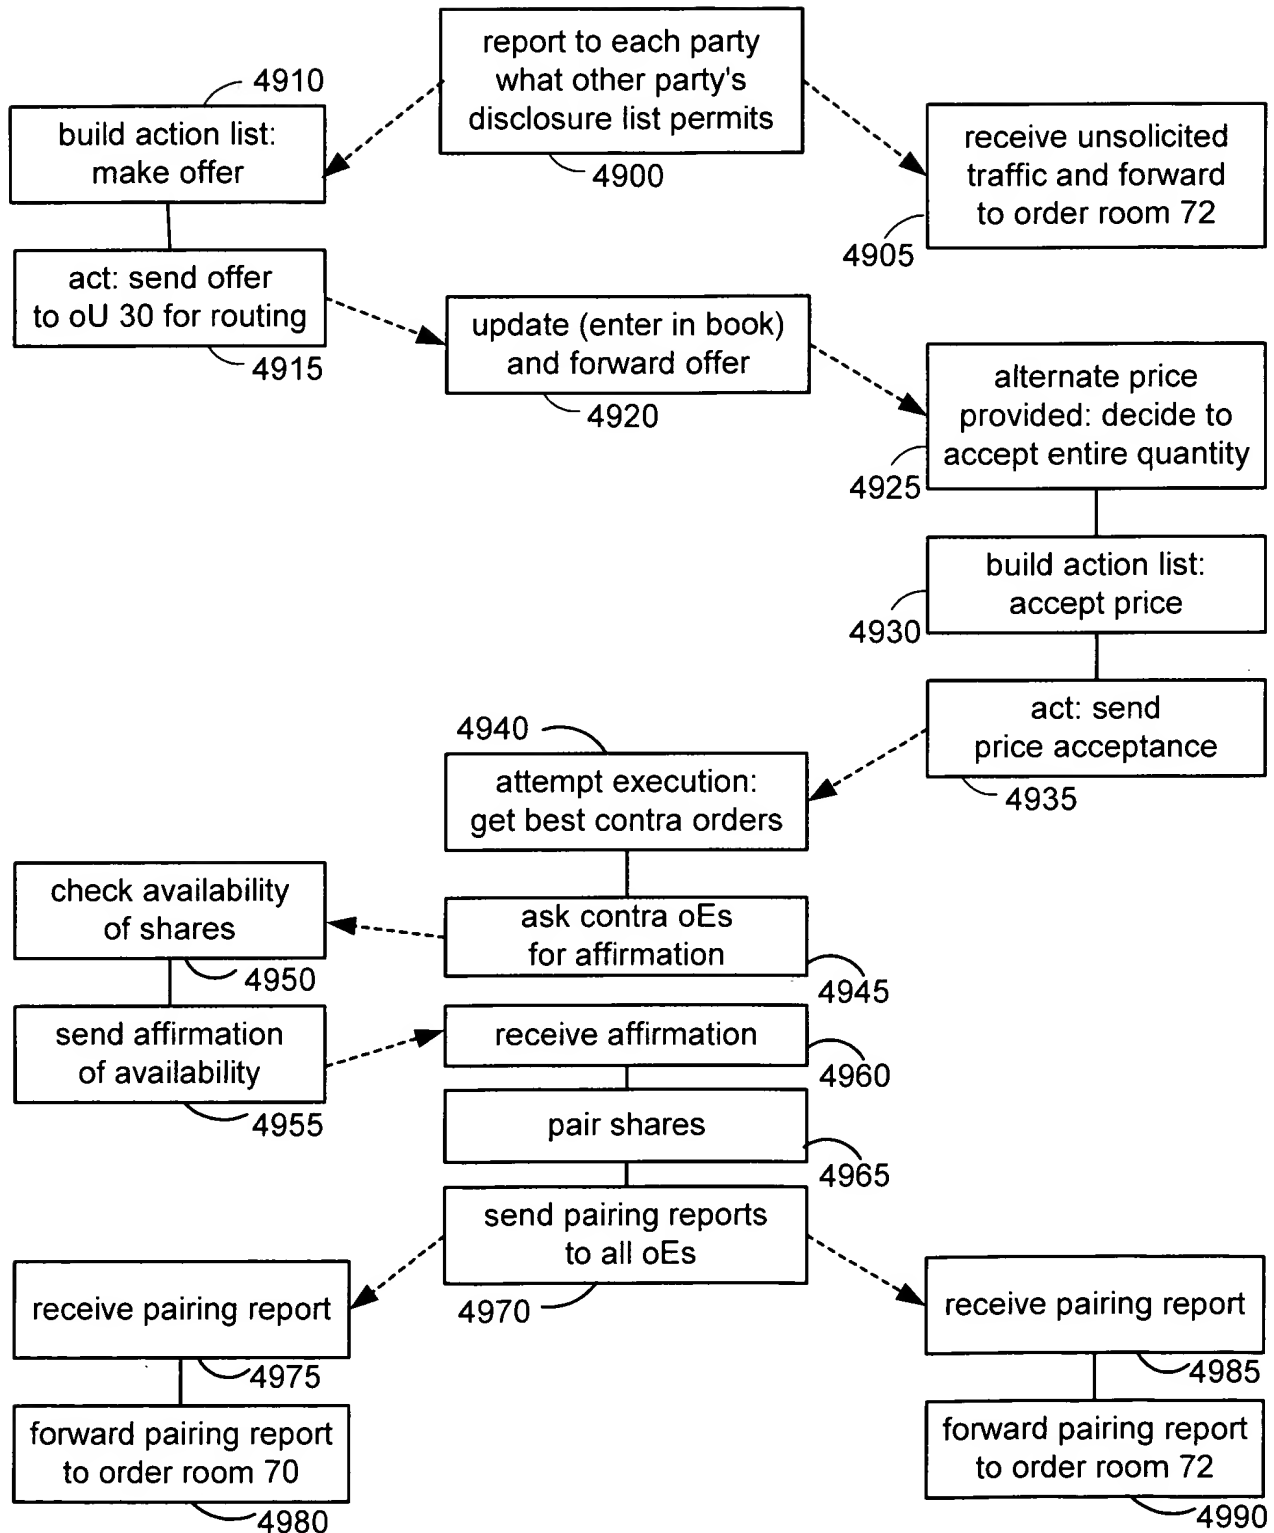 report to each party
what other party's
disclosure list permits
4900
4910
build action list:
make offer
receive unsolicited
traffic and forward
to order room 72
4905
act: send offer
to oU 30 for routing
4915
update (enter in book)
and forward offer
4920
alternate price
provided: decide to
accept entire quantity
4925
build action list:
accept price
4930
act: send
price acceptance
4935
4940
attempt execution:
get best contra orders
ask contra oEs
for affirmation
4945
check availability
of shares
4950
send affirmation
of availability
4955
receive affirmation
4960
pair shares
4965
send pairing reports
to all oEs
4970
receive pairing report
4975
forward pairing report
to order room 70
4980
receive pairing report
4985
forward pairing report
to order room 72
4990